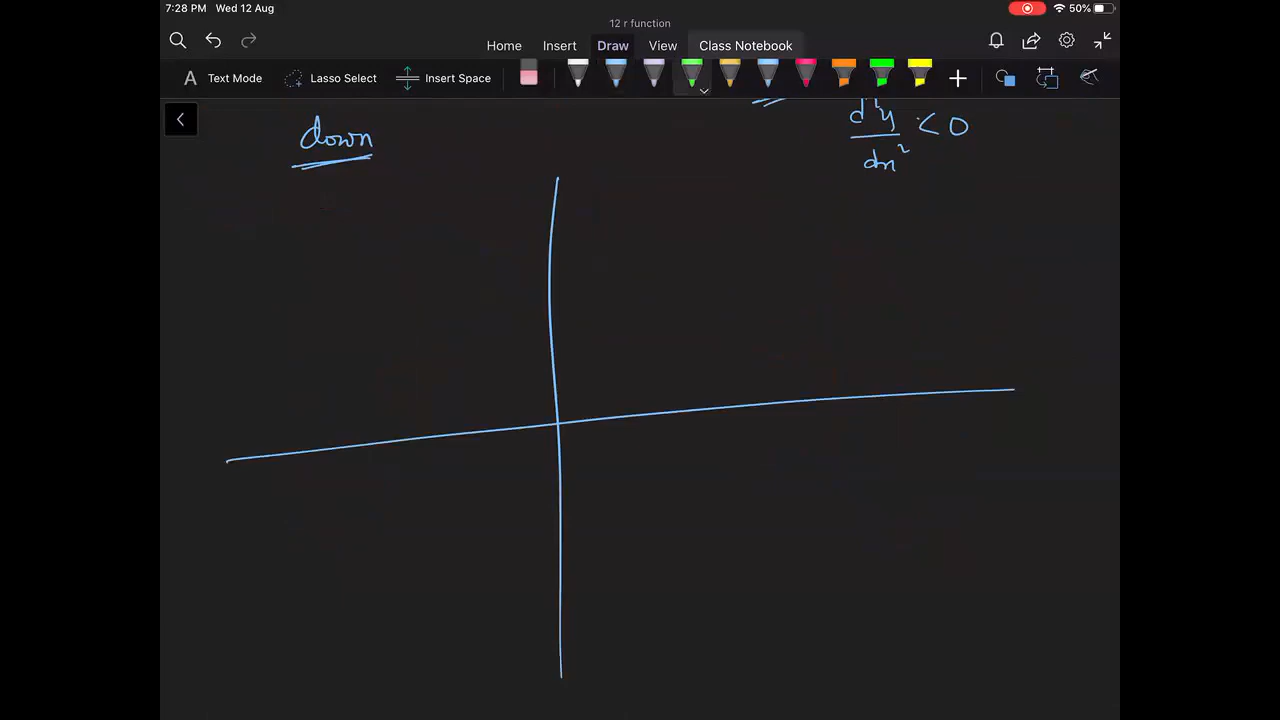 7:28 PM Wed 12 Aug
50%
12 r function
Home Insert Draw View Class Notebook
A Text Mode Lasso Select Insert Space
down
d²y < 0
dx²